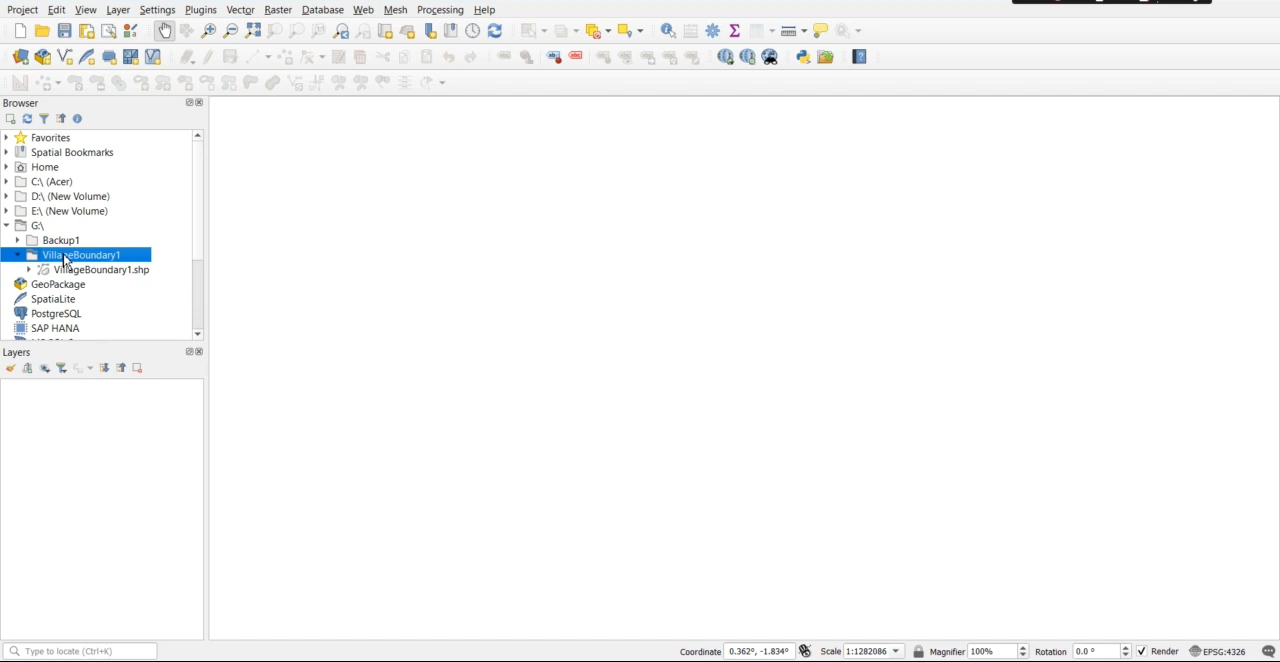 Project Edit View Layer Settings Plugins Vector Raster Database Web Mesh Processing Help
Browser
Favorites
Spatial Bookmarks
Home
C:\ (Acer)
D:\ (New Volume)
E:\ (New Volume)
G:\
Backup1
VillageBoundary1
VillageBoundary1.shp
GeoPackage
SpatiaLite
PostgreSQL
SAP HANA
Layers
Type to locate (Ctrl+K) Coordinate 0.362°, -1.834° Scale 1:1282086 Magnifier 100% Rotation 0.0 ° Render EPSG:4326